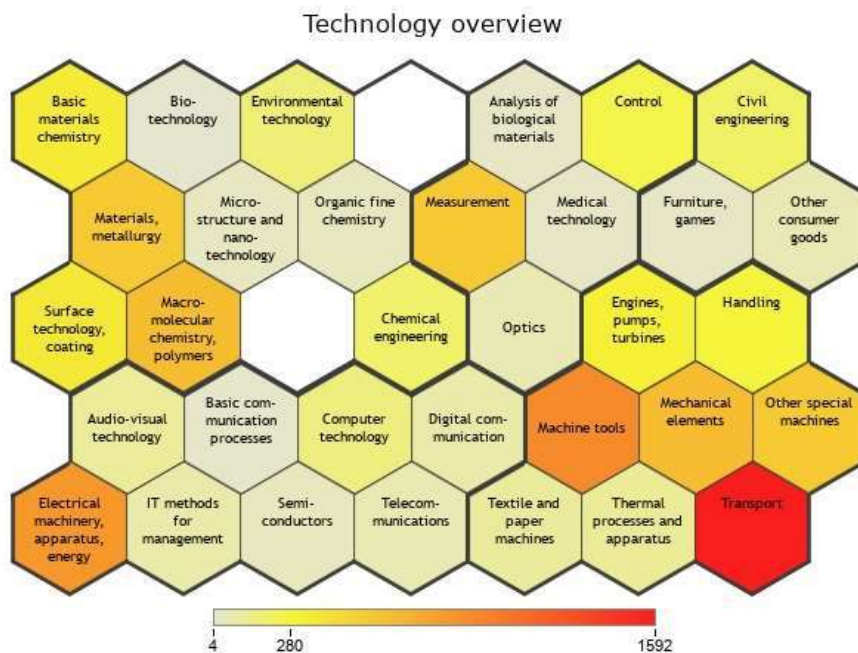 Technology overview
Basic
materials
chemistry
Bio-
technology
Environmental
technology
Analysis of
biological
materials
Control
Civil
engineering
Materials,
metallurgy
Micro-
structure and
nano-
technology
Organic fine
chemistry
Measurement
Medical
technology
Furniture,
games
Other
consumer
goods
Surface
technology,
coating
Macro-
molecular
chemistry,
polymers
Chemical
engineering
Optics
Engines,
pumps,
turbines
Handling
Audio-visual
technology
Basic com-
munication
processes
Computer
technology
Digital com-
munication
Machine tools
Mechanical
elements
Other special
machines
Electrical
machinery,
apparatus,
energy
IT methods
for
management
Semi-
conductors
Telecom-
munications
Textile and
paper
machines
Thermal
processes and
apparatus
Transport
4
280
1592